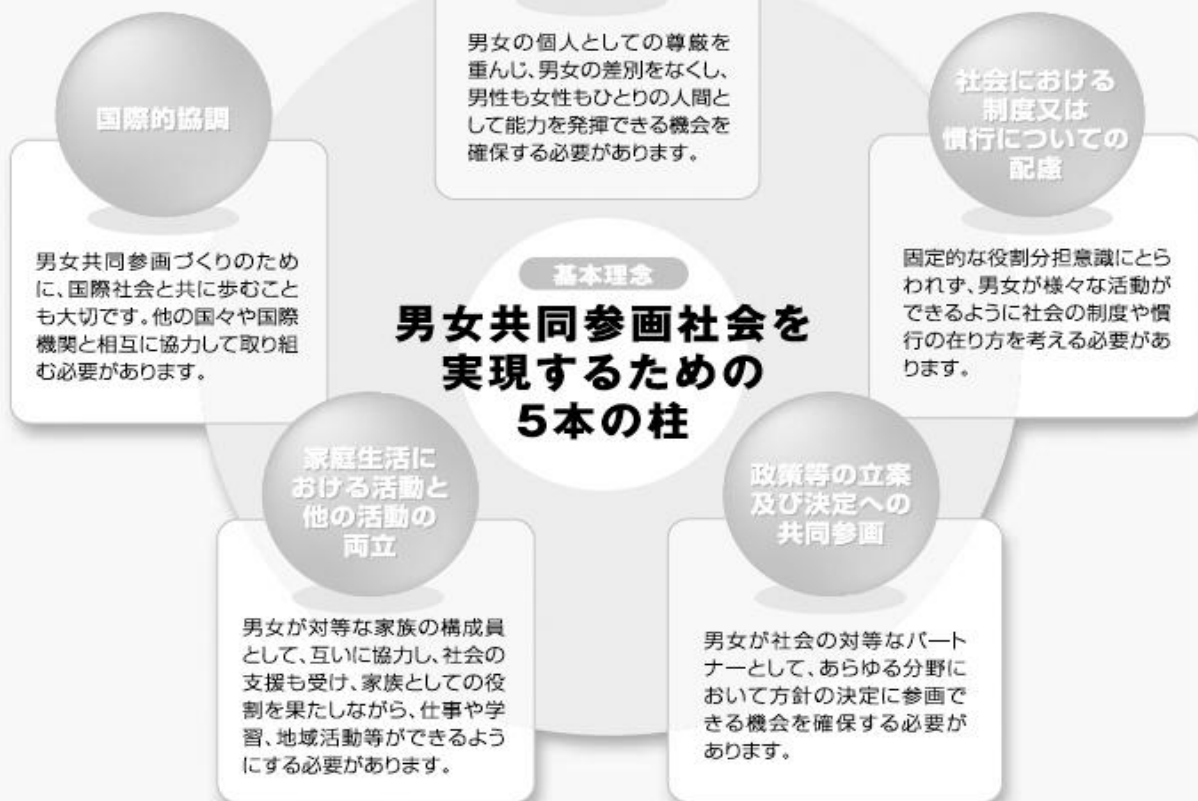 男女の個人としての尊厳を
重んじ、男女の差別をなくし、
男性も女性もひとりの人間と
して能力を発揮できる機会を
確保する必要があります。
国際的協調
男女共同参画づくりのため
に、国際社会と共に歩むこと
も大切です。他の国々や国際
機関と相互に協力して取り組
む必要があります。
社会における
制度又は
慣行についての
配慮
固定的な役割分担意識にとら
われず、男女が様々な活動が
できるように社会の制度や慣
行の在り方を考える必要があ
ります。
基本理念
男女共同参画社会を
実現するための
5本の柱
家庭生活に
おける活動と
他の活動の
両立
男女が対等な家族の構成員
として、互いに協力し、社会の
支援も受け、家族としての役
割を果たしながら、仕事や学
習、地域活動等ができるよう
にする必要があります。
政策等の立案
及び決定への
共同参画
男女が社会の対等なパート
ナーとして、あらゆる分野に
おいて方針の決定に参画で
きる機会を確保する必要が
あります。